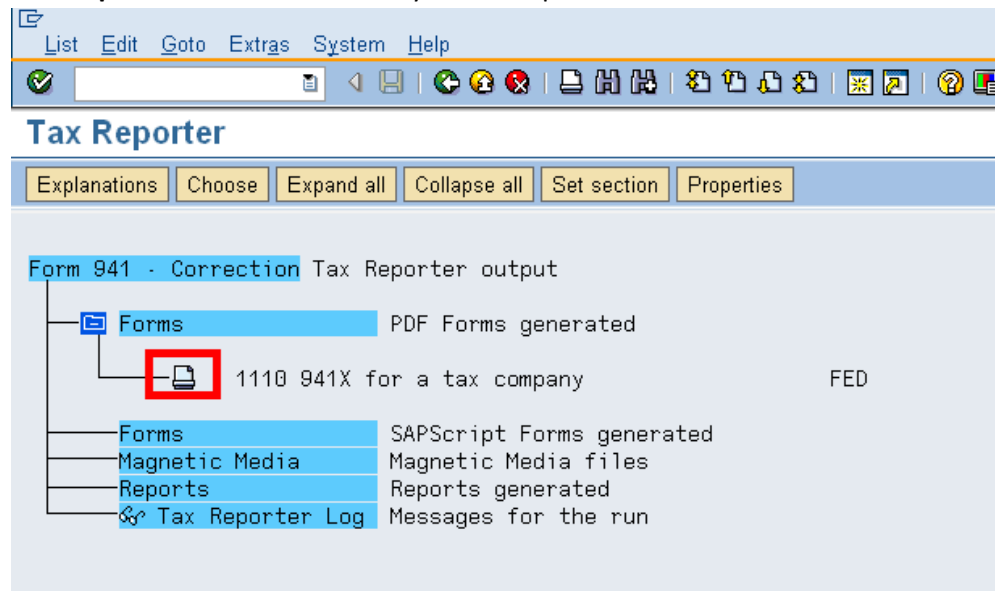 List Edit Goto Extras System Help
Tax Reporter
Explanations Choose Expand all Collapse all Set section Properties
Form 941 - Correction Tax Reporter output
Forms PDF Forms generated
1110 941X for a tax company FED
Forms SAPScript Forms generated
Magnetic Media Magnetic Media files
Reports Reports generated
Tax Reporter Log Messages for the run